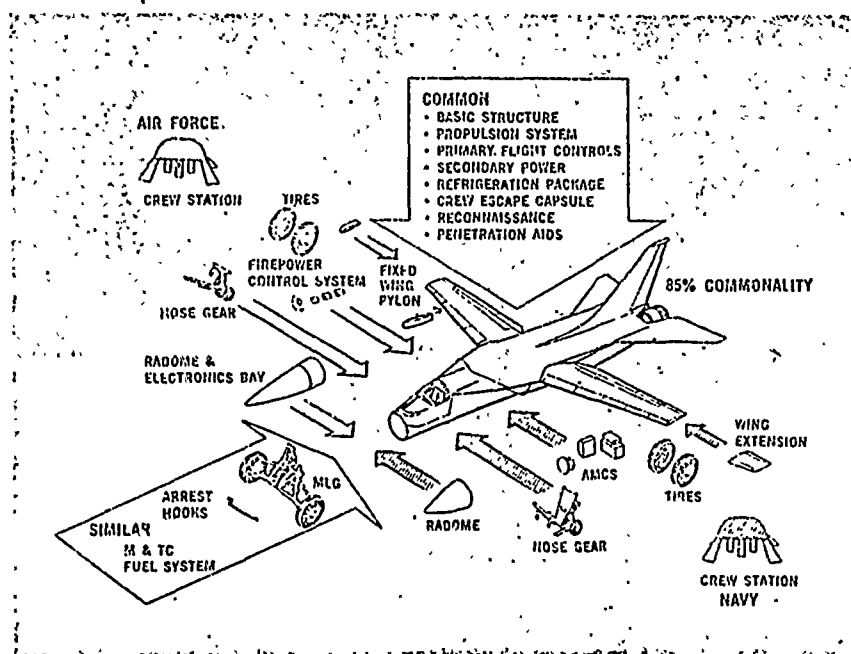 COMMON
• BASIC STRUCTURE
• PROPULSION SYSTEM
• PRIMARY FLIGHT CONTROLS
• SECONDARY POWER
• REFRIGERATION PACKAGE
• CREW ESCAPE CAPSULE
• RECONNAISSANCE
• PENETRATION AIDS
AIR FORCE
CREW STATION
TIRES
FIREPOWER
CONTROL SYSTEM
FIXED
WING
PYLON
NOSE GEAR
85% COMMONALITY
RADOME &
ELECTRONICS BAY
WING
EXTENSION
AMCS
TIRES
MLG
ARREST
HOOKS
RADOME
NOSE GEAR
SIMILAR
M & TC
FUEL SYSTEM
CREW STATION
NAVY